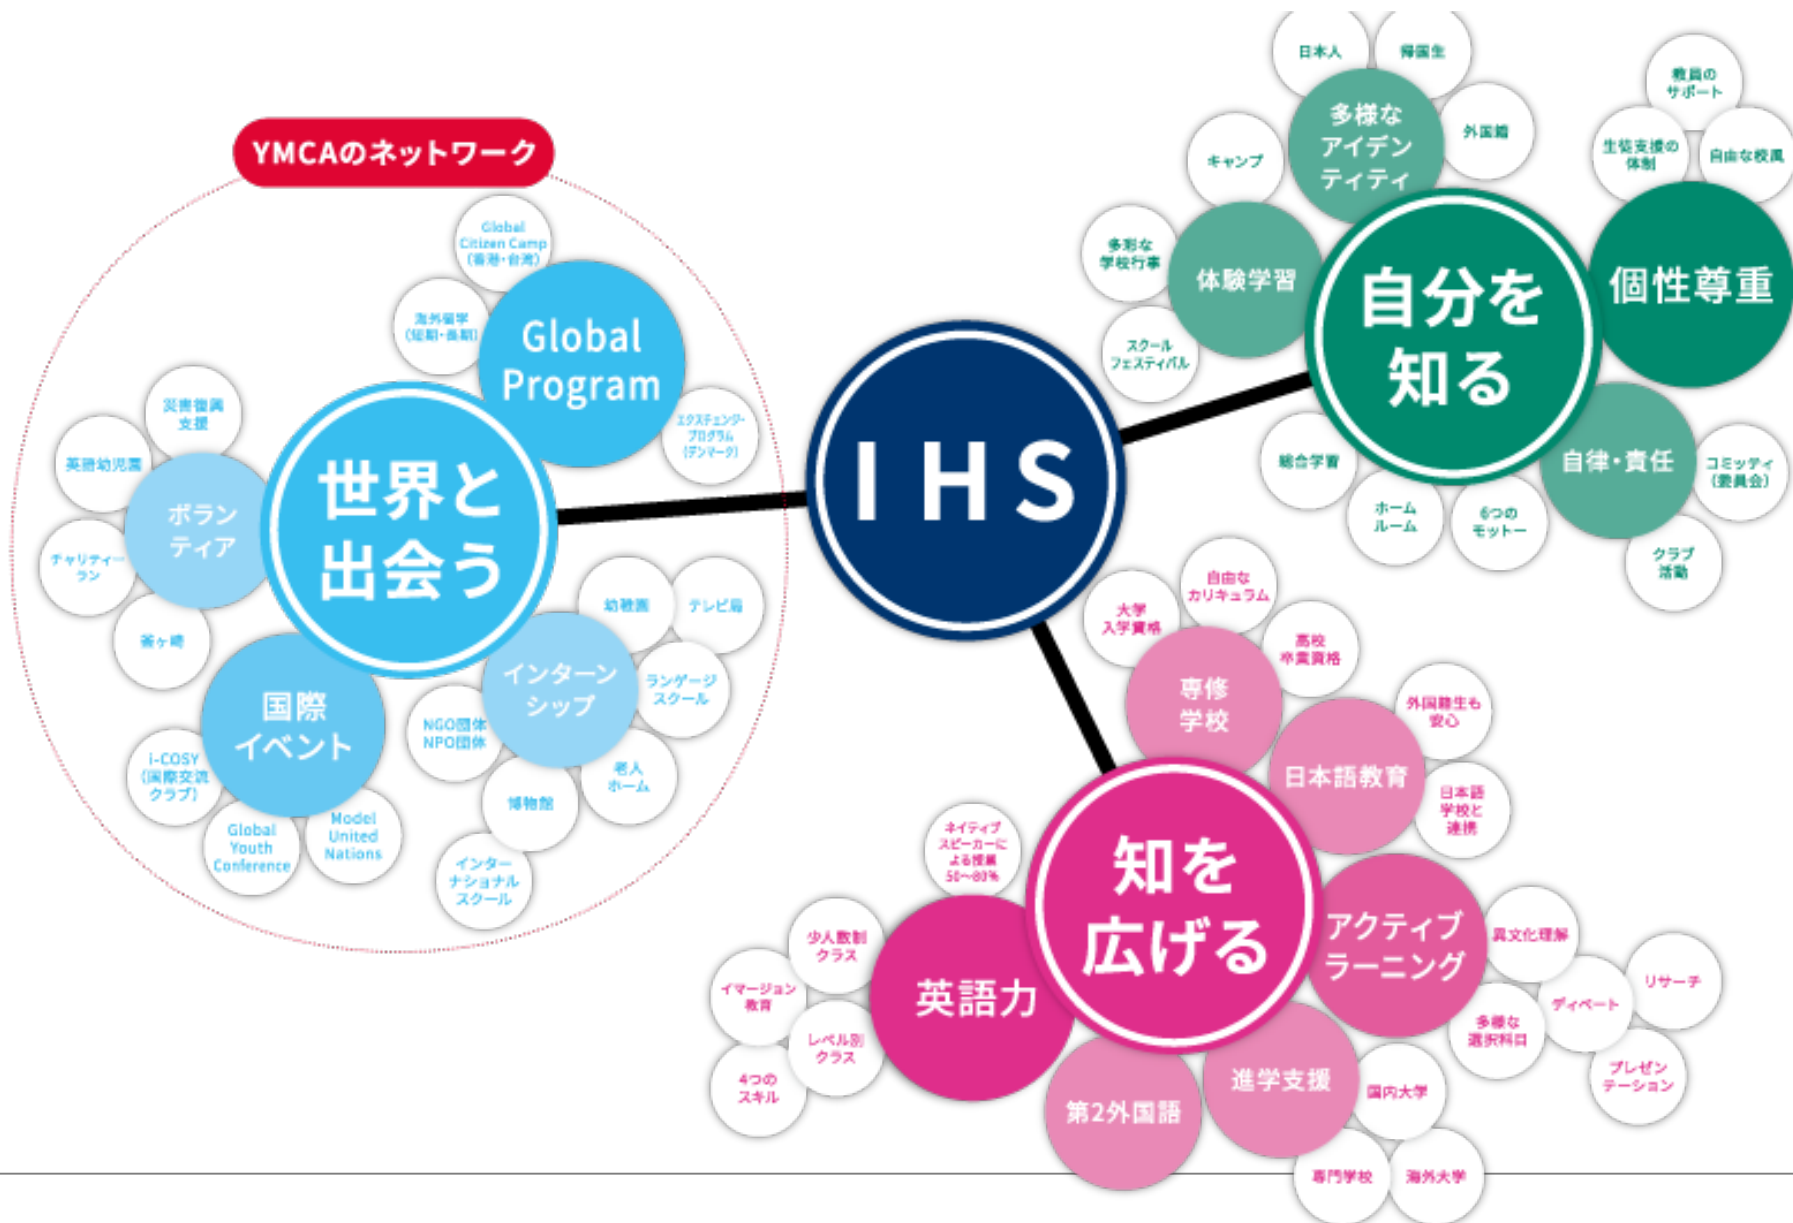 YMCAのネットワーク
Global
Citizen Camp
(香港・台湾)
海外留学
(短期・長期)
Global
Program
エクスチェンジ・
プログラム
(デンマーク)
災害復興
支援
英語幼児園
ボラン
ティア
チャリティー
ラン
釜ヶ崎
世界と
出会う
国際
イベント
i-COSY
(国際交流
クラブ)
Global
Youth
Conference
Model
United
Nations
インターン
シップ
幼稚園
テレビ局
ランゲージ
スクール
NGO団体
NPO団体
老人
ホーム
博物館
インター
ナショナル
スクール
IHS
日本人
帰国生
多様な
アイデン
ティティ
外国籍
キャンプ
多彩な
学校行事
体験学習
スクール
フェスティバル
自分を
知る
教員の
サポート
生徒支援の
体制
自由な校風
個性尊重
総合学習
ホーム
ルーム
6つの
モットー
自律・責任
コミッティ
(委員会)
クラブ
活動
大学
入学資格
自由な
カリキュラム
高校
卒業資格
専修
学校
外国籍生も
安心
日本語教育
日本語
学校と
連携
知を
広げる
ネイティブ
スピーカーに
よる授業
50〜80%
少人数制
クラス
イマージョン
教育
レベル別
クラス
4つの
スキル
英語力
アクティブ
ラーニング
異文化理解
多様な
選択科目
ディベート
リサーチ
プレゼン
テーション
第2外国語
進学支援
国内大学
専門学校
海外大学